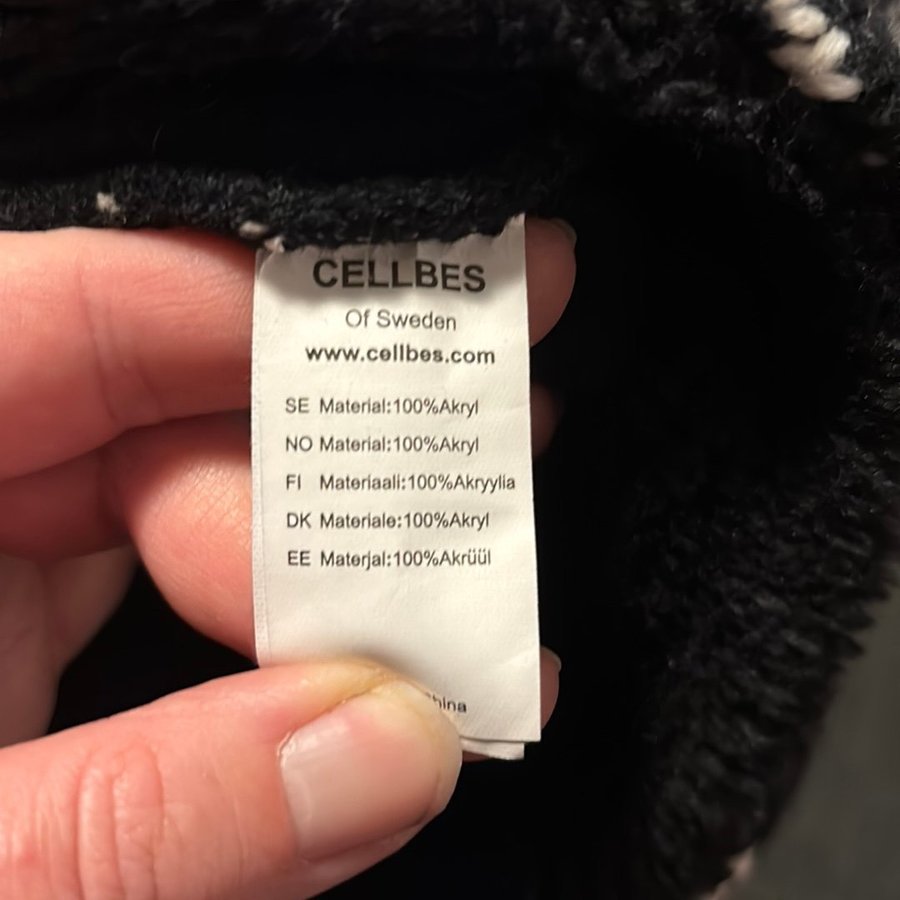 CELLBES
Of Sweden
www.cellbes.com
SE Material:100%Akryl
NO Material:100%Akryl
FI Materiaali:100%Akryylia
DK Materiale:100%Akryl
EE Materjal:100%Akrüül